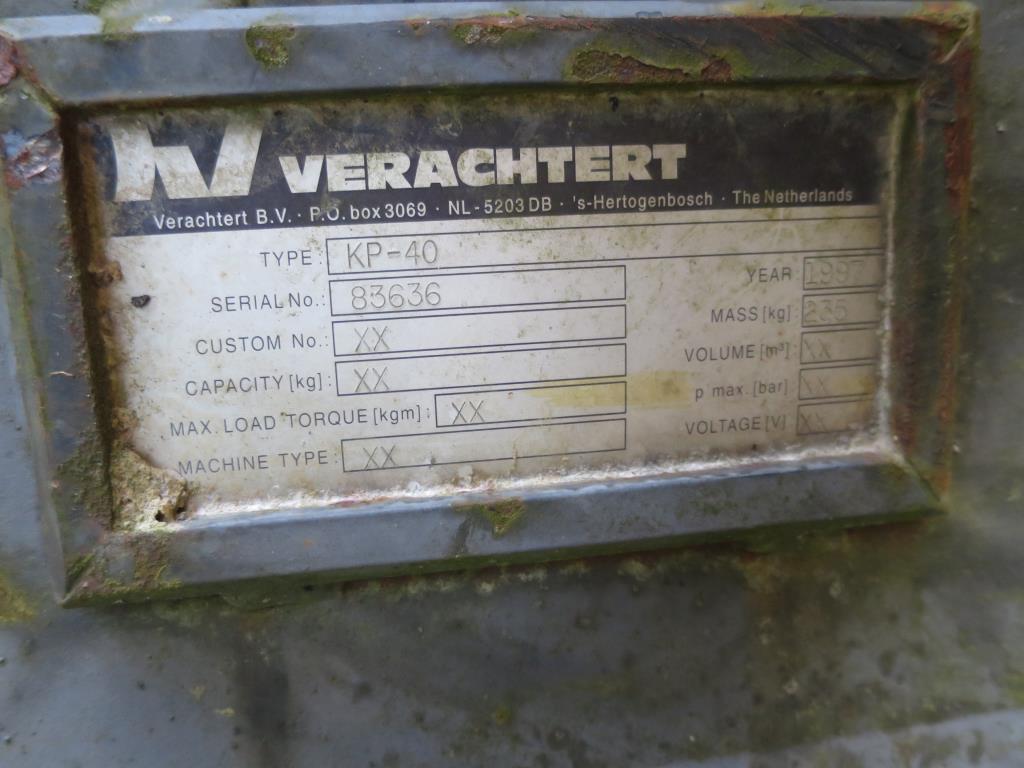 VERACHTERT
Verachtert B.V. · P.O. box 3069 · NL-5203 DB · 's-Hertogenbosch · The Netherlands
TYPE: KP-40
YEAR 1997
SERIAL No.: 83636
MASS [kg]: 235
CUSTOM No.: XX
VOLUME [m³]: XX
CAPACITY [kg]: XX
p max. [bar]: XX
MAX. LOAD TORQUE [kgm]: XX
VOLTAGE [V] XX
MACHINE TYPE: XX